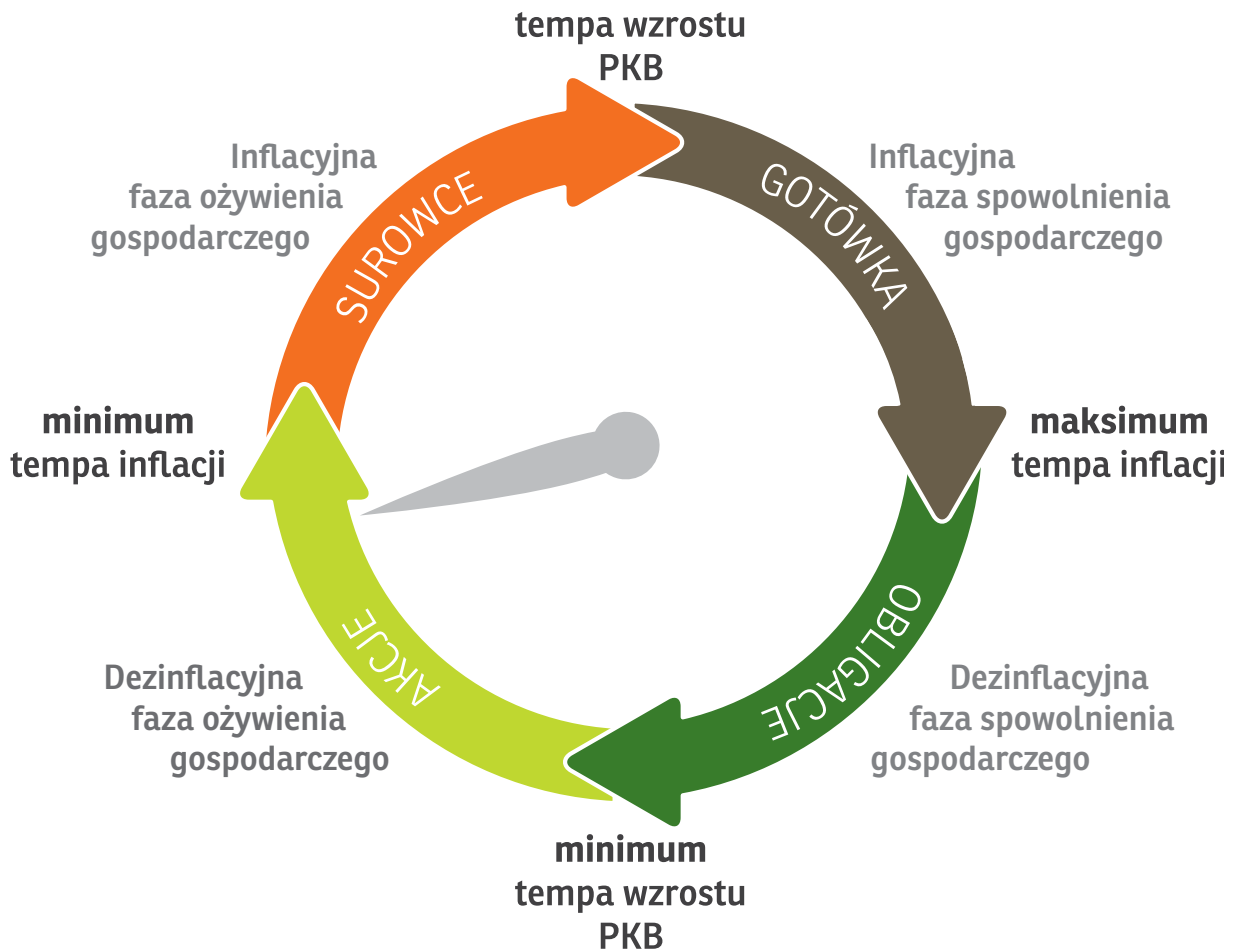 tempa wzrostu
PKB
Inflacyjna
faza ożywienia
gospodarczego
SUROWCE
GOTÓWKA
Inflacyjna
faza spowolnienia
gospodarczego
minimum
tempa inflacji
maksimum
tempa inflacji
Dezinflacyjna
faza ożywienia
gospodarczego
AKCJE
OBLIGACJE
Dezinflacyjna
faza spowolnienia
gospodarczego
minimum
tempa wzrostu
PKB